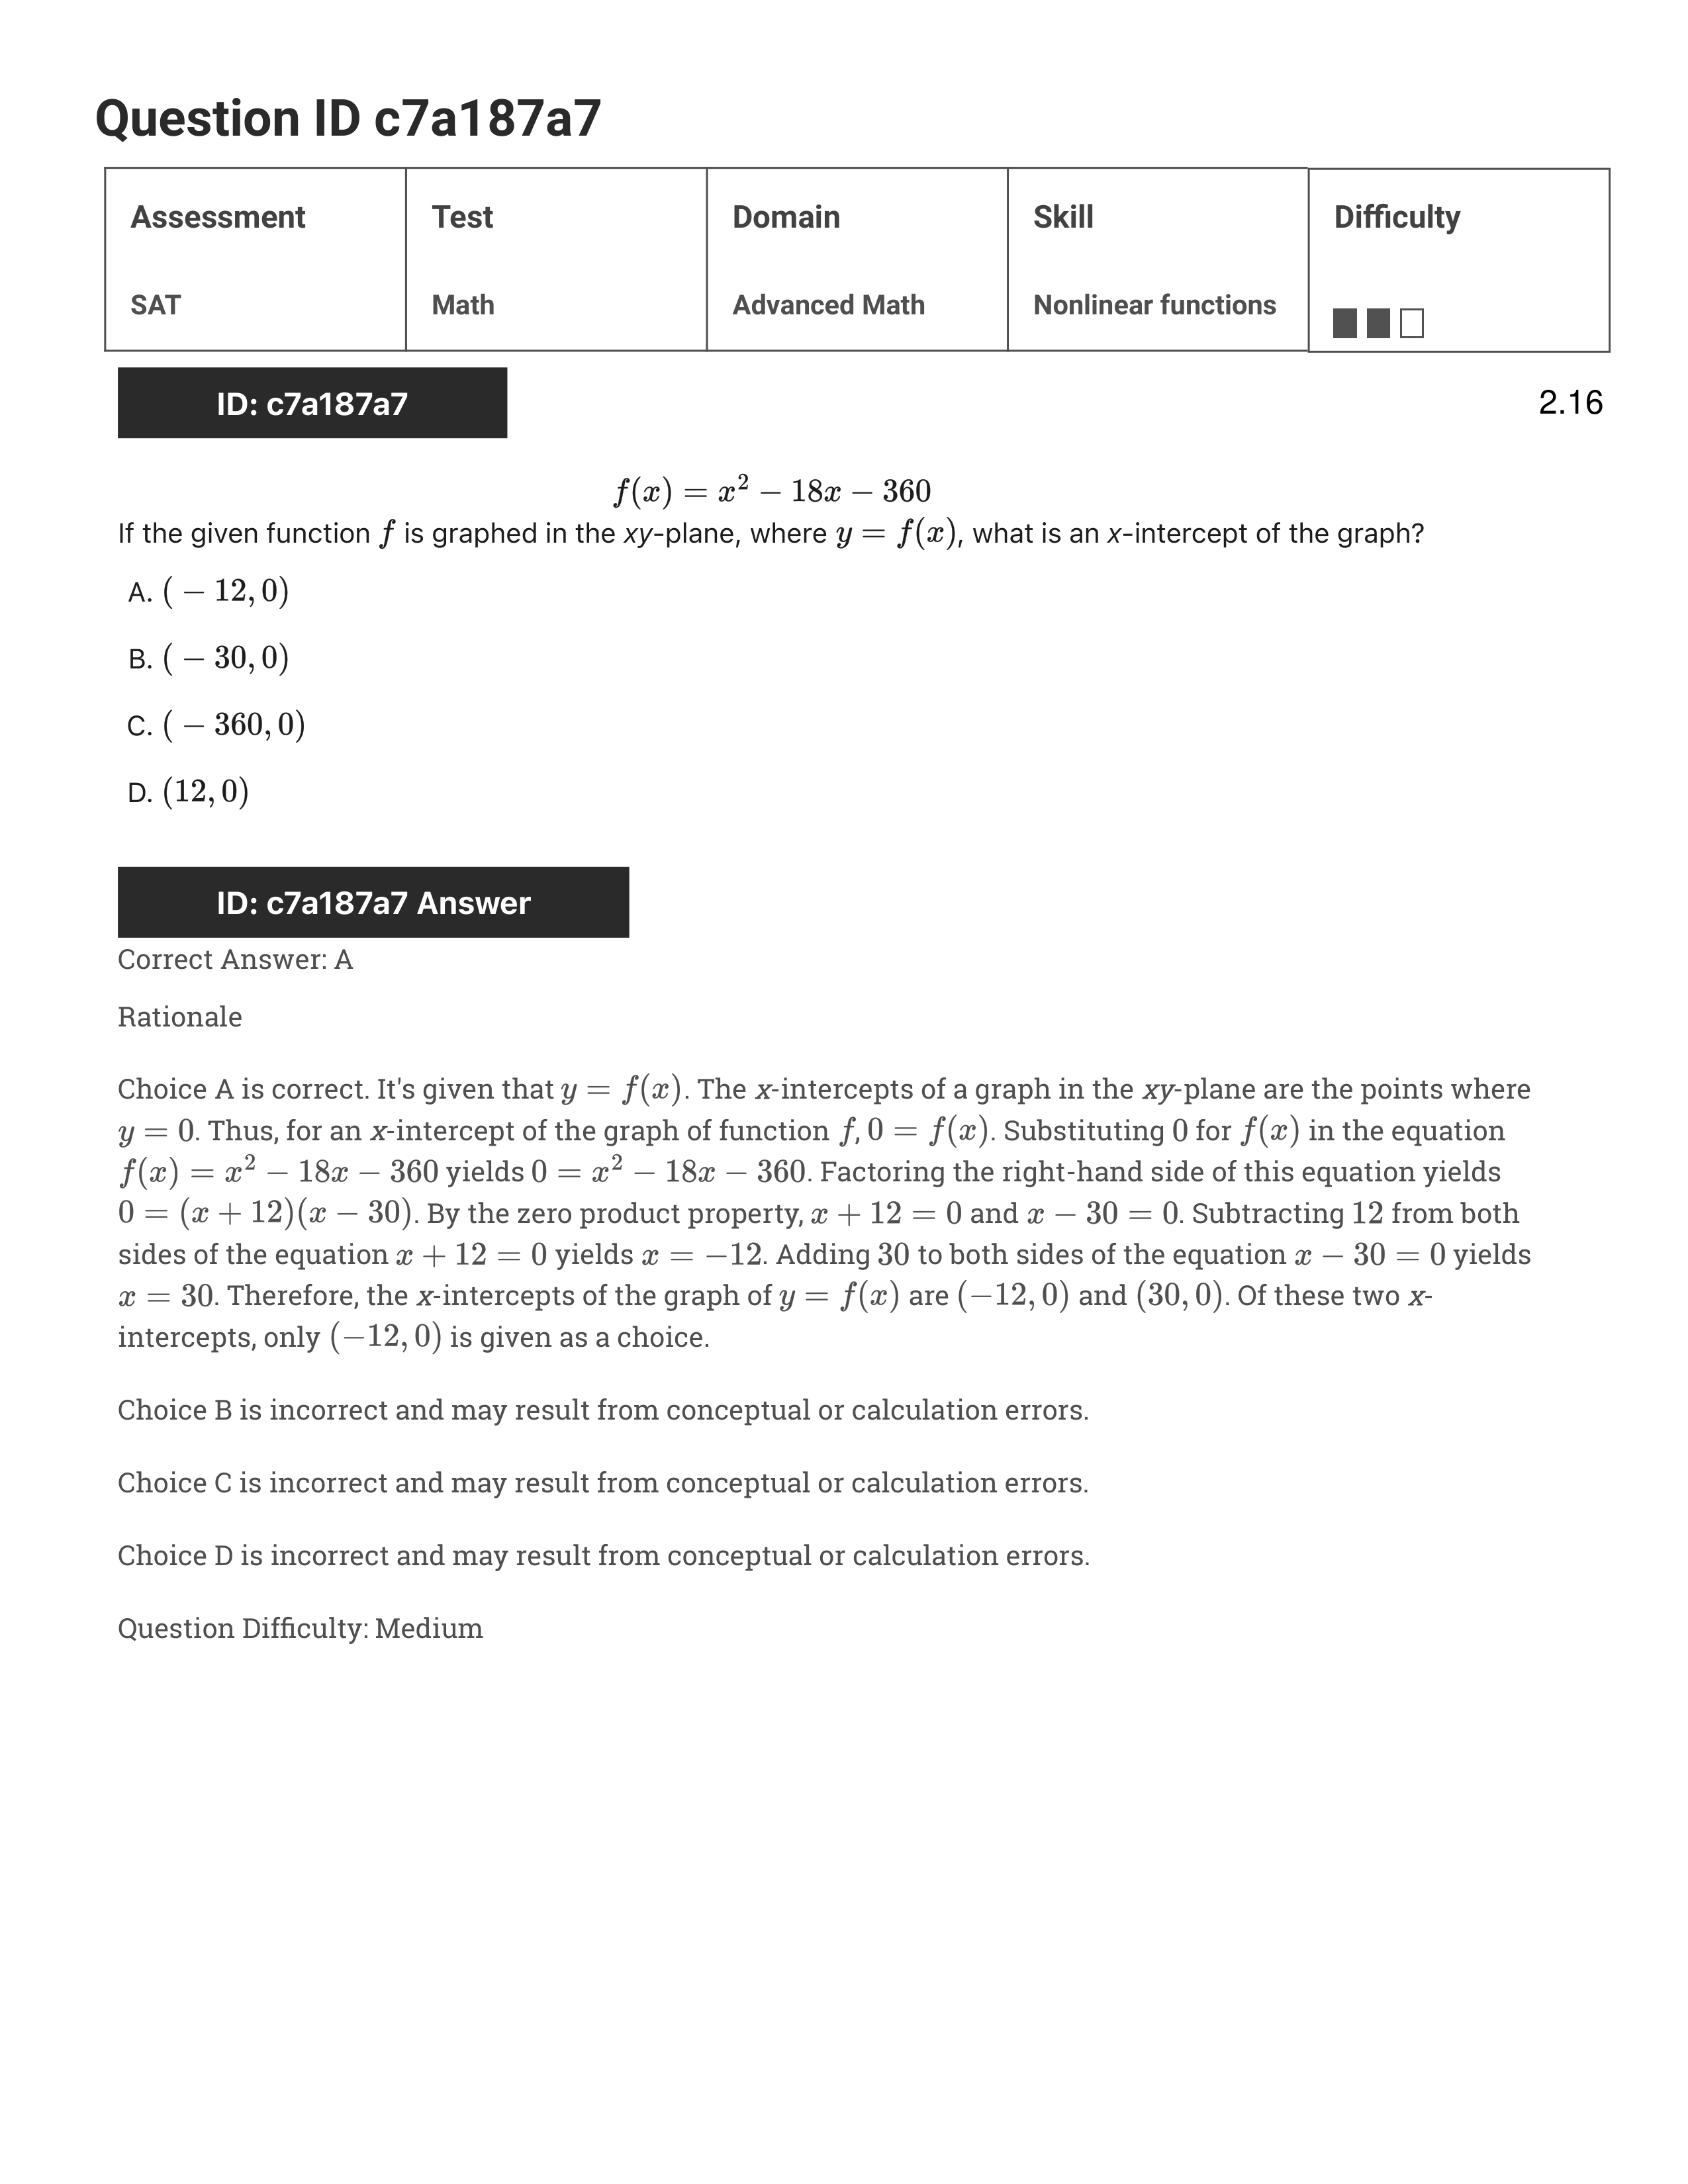 Question ID c7a187a7
Assessment Test Domain Skill Difficulty
SAT Math Advanced Math Nonlinear functions
ID: c7a187a7 2.16
f(x) = x² − 18x − 360
If the given function f is graphed in the xy-plane, where y = f(x), what is an x-intercept of the graph?
A. ( − 12, 0)
B. ( − 30, 0)
C. ( − 360, 0)
D. (12, 0)
ID: c7a187a7 Answer
Correct Answer: A
Rationale
Choice A is correct. It's given that y = f(x). The x-intercepts of a graph in the xy-plane are the points where
y = 0. Thus, for an x-intercept of the graph of function f, 0 = f(x). Substituting 0 for f(x) in the equation
f(x) = x² − 18x − 360 yields 0 = x² − 18x − 360. Factoring the right-hand side of this equation yields
0 = (x + 12)(x − 30). By the zero product property, x + 12 = 0 and x − 30 = 0. Subtracting 12 from both
sides of the equation x + 12 = 0 yields x = −12. Adding 30 to both sides of the equation x − 30 = 0 yields
x = 30. Therefore, the x-intercepts of the graph of y = f(x) are (−12, 0) and (30, 0). Of these two x-
intercepts, only (−12, 0) is given as a choice.
Choice B is incorrect and may result from conceptual or calculation errors.
Choice C is incorrect and may result from conceptual or calculation errors.
Choice D is incorrect and may result from conceptual or calculation errors.
Question Difficulty: Medium